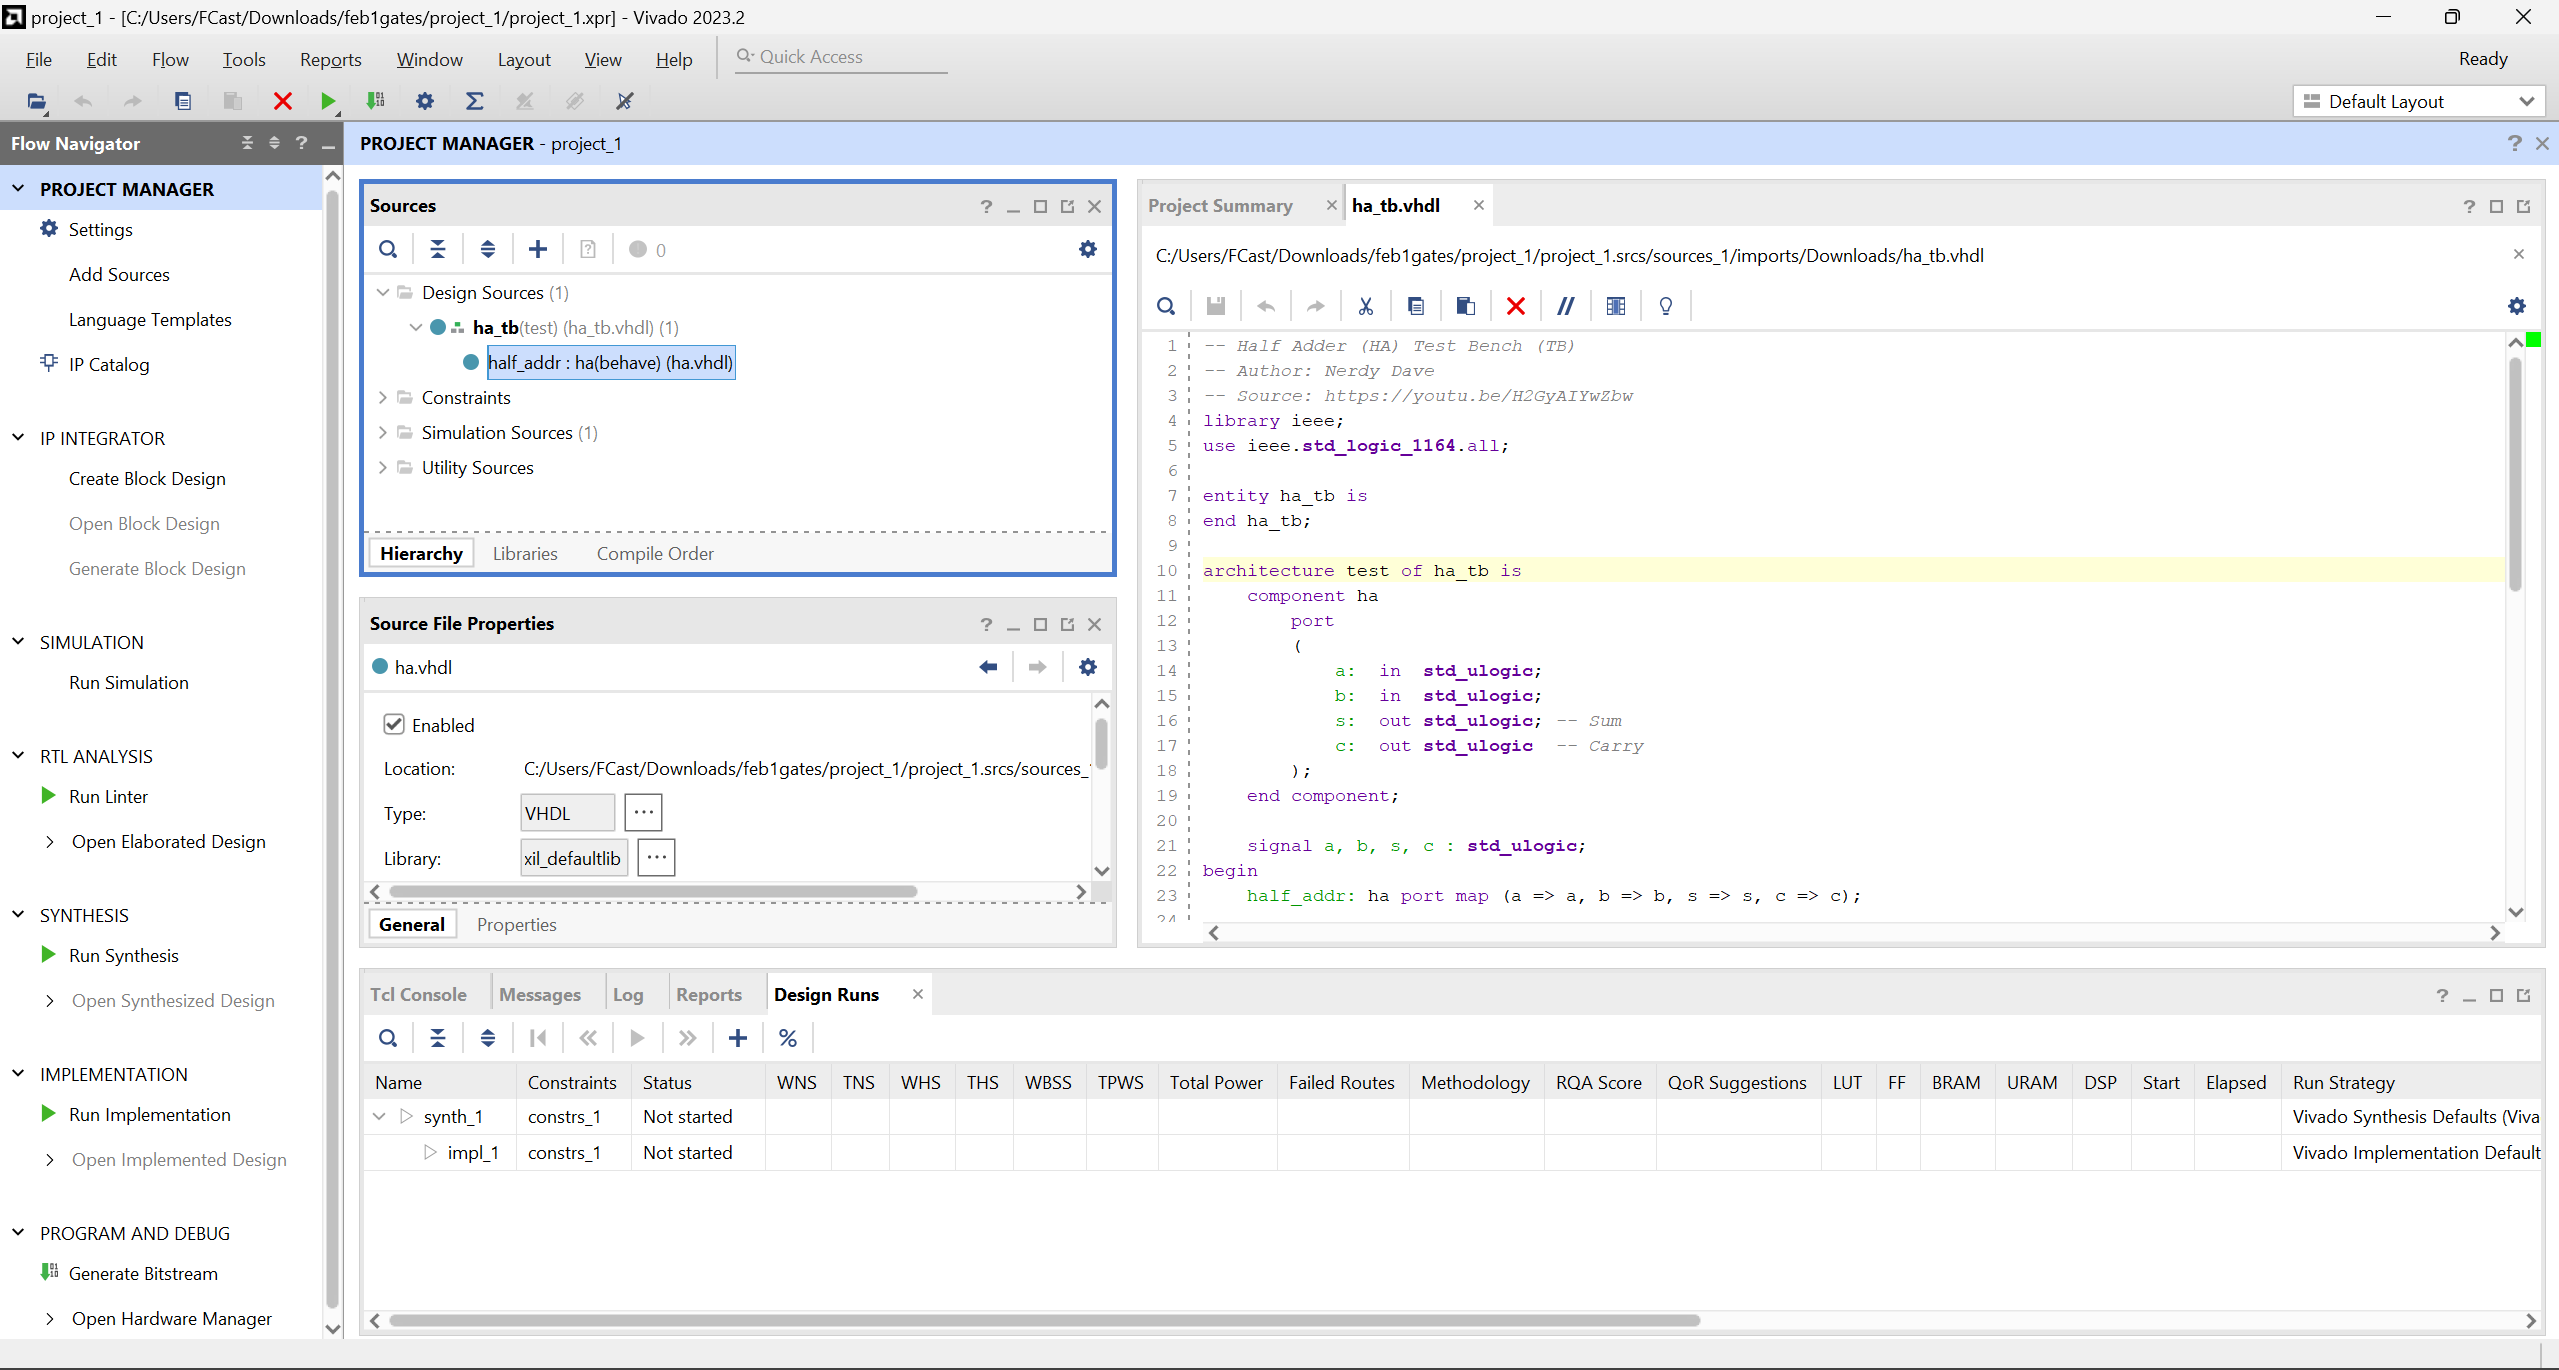 project_1 - [C:/Users/FCast/Downloads/feb1gates/project_1/project_1.xpr] - Vivado 2023.2
File Edit Flow Tools Reports Window Layout View Help Quick Access Ready
Default Layout
Flow Navigator
PROJECT MANAGER - project_1
PROJECT MANAGER
Settings
Add Sources
Language Templates
IP Catalog
IP INTEGRATOR
Create Block Design
Open Block Design
Generate Block Design
SIMULATION
Run Simulation
RTL ANALYSIS
Run Linter
Open Elaborated Design
SYNTHESIS
Run Synthesis
Open Synthesized Design
IMPLEMENTATION
Run Implementation
Open Implemented Design
PROGRAM AND DEBUG
Generate Bitstream
Open Hardware Manager
Sources
0
Design Sources (1)
ha_tb(test) (ha_tb.vhdl) (1)
half_addr : ha(behave) (ha.vhdl)
Constraints
Simulation Sources (1)
Utility Sources
Hierarchy Libraries Compile Order
Source File Properties
ha.vhdl
Enabled
Location: C:/Users/FCast/Downloads/feb1gates/project_1/project_1.srcs/sources_
Type: VHDL ...
Library: xil_defaultlib ...
General Properties
Project Summary ha_tb.vhdl
C:/Users/FCast/Downloads/feb1gates/project_1/project_1.srcs/sources_1/imports/Downloads/ha_tb.vhdl
1 -- Half Adder (HA) Test Bench (TB)
2 -- Author: Nerdy Dave
3 -- Source: https://youtu.be/H2GyAIYwZbw
4 library ieee;
5 use ieee.std_logic_1164.all;
6
7 entity ha_tb is
8 end ha_tb;
9
10 architecture test of ha_tb is
11 component ha
12 port
13 (
14 a: in std_ulogic;
15 b: in std_ulogic;
16 s: out std_ulogic; -- Sum
17 c: out std_ulogic -- Carry
18 );
19 end component;
20
21 signal a, b, s, c : std_ulogic;
22 begin
23 half_addr: ha port map (a => a, b => b, s => s, c => c);
24
Tcl Console Messages Log Reports Design Runs
Name Constraints Status WNS TNS WHS THS WBSS TPWS Total Power Failed Routes Methodology RQA Score QoR Suggestions LUT FF BRAM URAM DSP Start Elapsed Run Strategy
synth_1 constrs_1 Not started Vivado Synthesis Defaults (Viva
impl_1 constrs_1 Not started Vivado Implementation Default